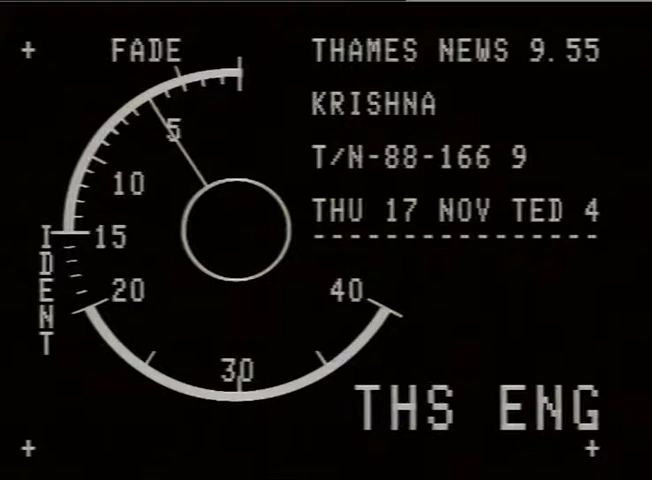 FADE
THAMES NEWS 9.55
KRISHNA
T/N-88-166 9
THU 17 NOV TED 4
----------------
5
10
15
20
30
40
IDENT
THS ENG